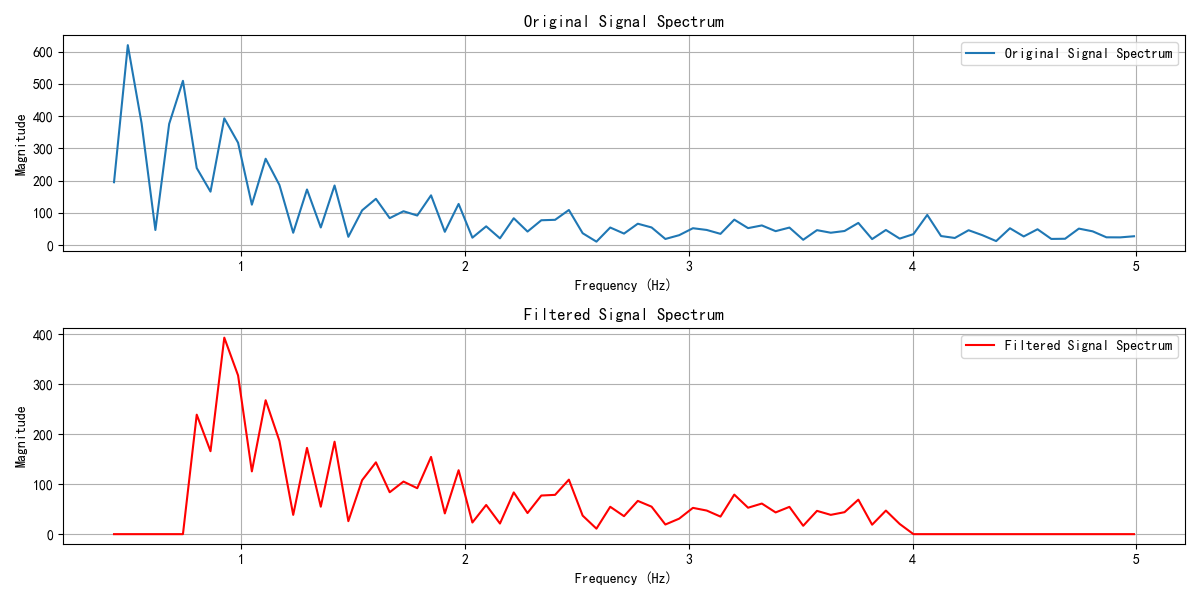 Original Signal Spectrum
Original Signal Spectrum
600
500
400
300
200
100
0
Magnitude
1 2 3 4 5
Frequency (Hz)
Filtered Signal Spectrum
Filtered Signal Spectrum
400
300
200
100
0
Magnitude
1 2 3 4 5
Frequency (Hz)